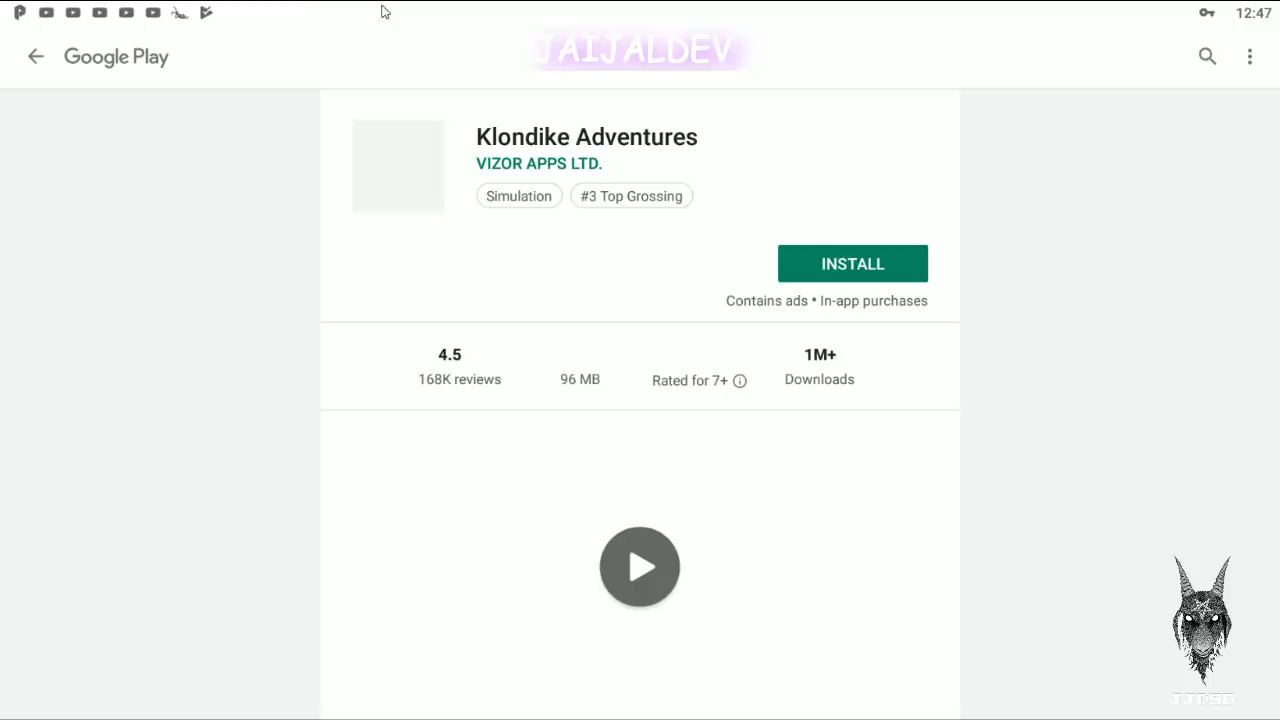 12:47
Google Play
JAIJALDEV
Klondike Adventures
VIZOR APPS LTD.
Simulation
#3 Top Grossing
INSTALL
Contains ads • In-app purchases
4.5
168K reviews
96 MB
Rated for 7+
1M+
Downloads